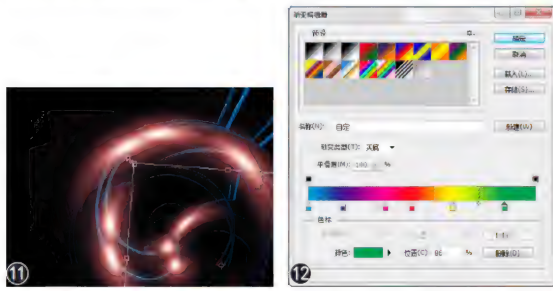 渐变编辑器
预设
确定
取消
载入(L)...
存储(S)...
名称(N): 自定
新建(W)
渐变类型(T):
平滑度(M): 100 %
色标
颜色: 位置(C): 86 % 删除(D)
⑪
⑫